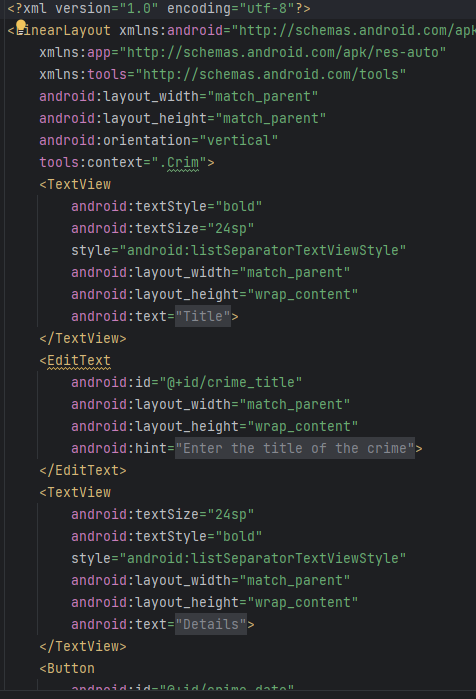 <?xml version="1.0" encoding="utf-8"?>
<LinearLayout xmlns:android="http://schemas.android.com/apk
xmlns:app="http://schemas.android.com/apk/res-auto"
xmlns:tools="http://schemas.android.com/tools"
android:layout_width="match_parent"
android:layout_height="match_parent"
android:orientation="vertical"
tools:context=".Crim">
<TextView
android:textStyle="bold"
android:textSize="24sp"
style="android:listSeparatorTextViewStyle"
android:layout_width="match_parent"
android:layout_height="wrap_content"
android:text="Title">
</TextView>
<EditText
android:id="@+id/crime_title"
android:layout_width="match_parent"
android:layout_height="wrap_content"
android:hint="Enter the title of the crime">
</EditText>
<TextView
android:textSize="24sp"
android:textStyle="bold"
style="android:listSeparatorTextViewStyle"
android:layout_width="match_parent"
android:layout_height="wrap_content"
android:text="Details">
</TextView>
<Button
android:id="@+id/crime_date"